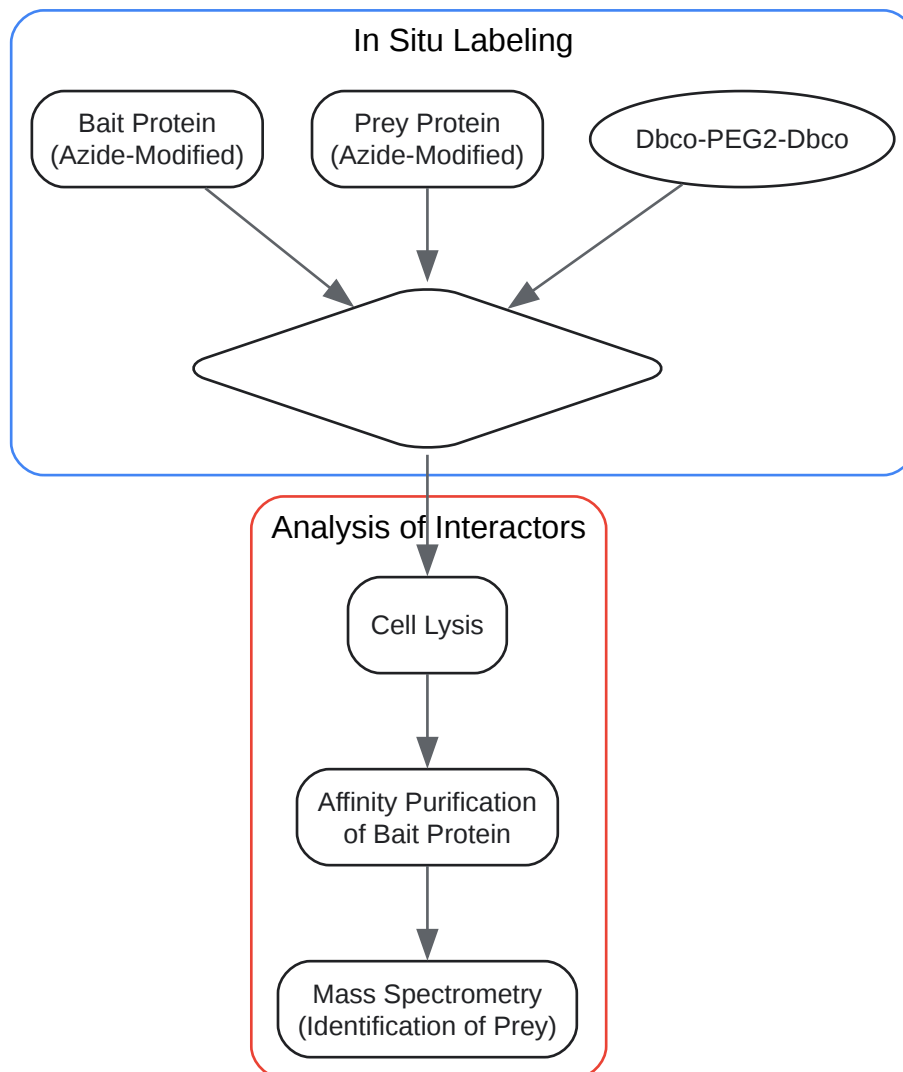 In Situ Labeling
Bait Protein
(Azide-Modified)
Prey Protein
(Azide-Modified)
Dbco-PEG2-Dbco
Analysis of Interactors
Cell Lysis
Affinity Purification
of Bait Protein
Mass Spectrometry
(Identification of Prey)